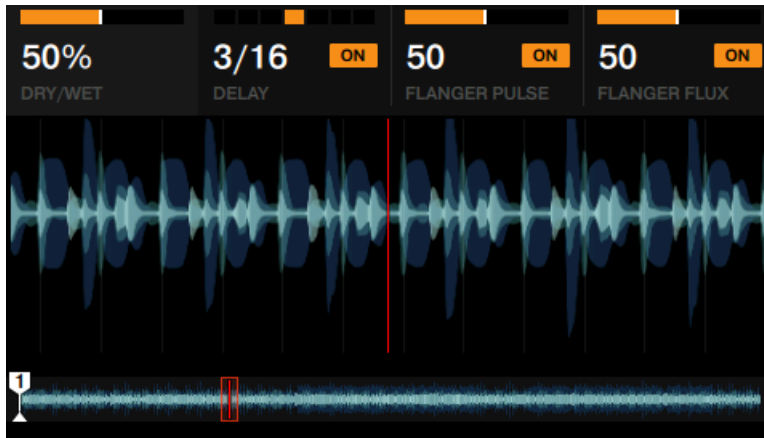 50% 3/16 ON 50 ON 50 ON
DRY/WET DELAY FLANGER PULSE FLANGER FLUX
1